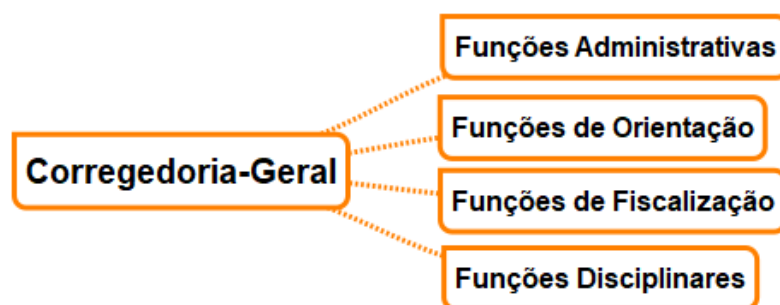 Corregedoria-Geral
Funções Administrativas
Funções de Orientação
Funções de Fiscalização
Funções Disciplinares